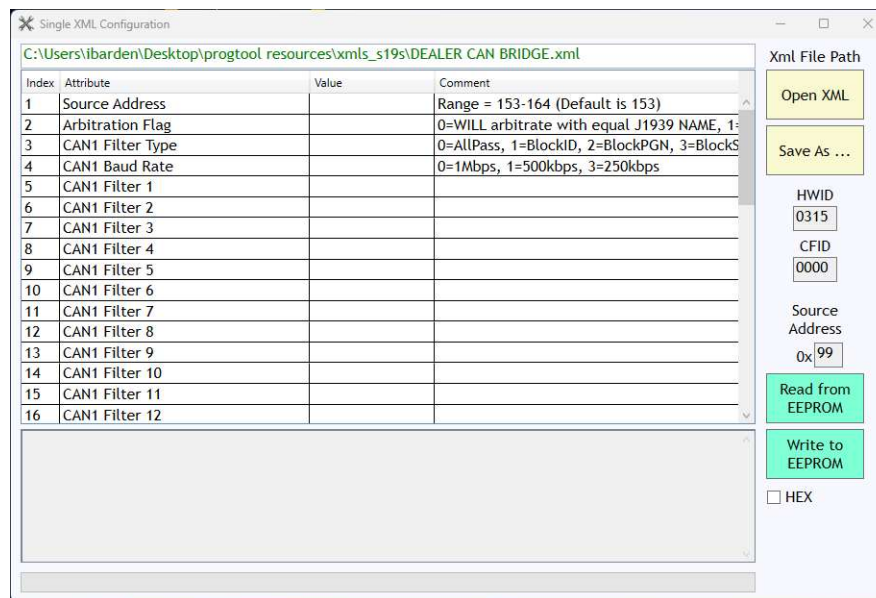 Single XML Configuration
C:\Users\ibarden\Desktop\progtool resources\xmls_s19s\DEALER CAN BRIDGE.xml
Xml File Path
Index Attribute Value Comment
1 Source Address Range = 153-164 (Default is 153)
2 Arbitration Flag 0=WILL arbitrate with equal J1939 NAME, 1=
3 CAN1 Filter Type 0=AllPass, 1=BlockID, 2=BlockPGN, 3=BlockS
4 CAN1 Baud Rate 0=1Mbps, 1=500kbps, 3=250kbps
5 CAN1 Filter 1
6 CAN1 Filter 2
7 CAN1 Filter 3
8 CAN1 Filter 4
9 CAN1 Filter 5
10 CAN1 Filter 6
11 CAN1 Filter 7
12 CAN1 Filter 8
13 CAN1 Filter 9
14 CAN1 Filter 10
15 CAN1 Filter 11
16 CAN1 Filter 12
Open XML
Save As ...
HWID
0315
CFID
0000
Source
Address
0x 99
Read from
EEPROM
Write to
EEPROM
HEX